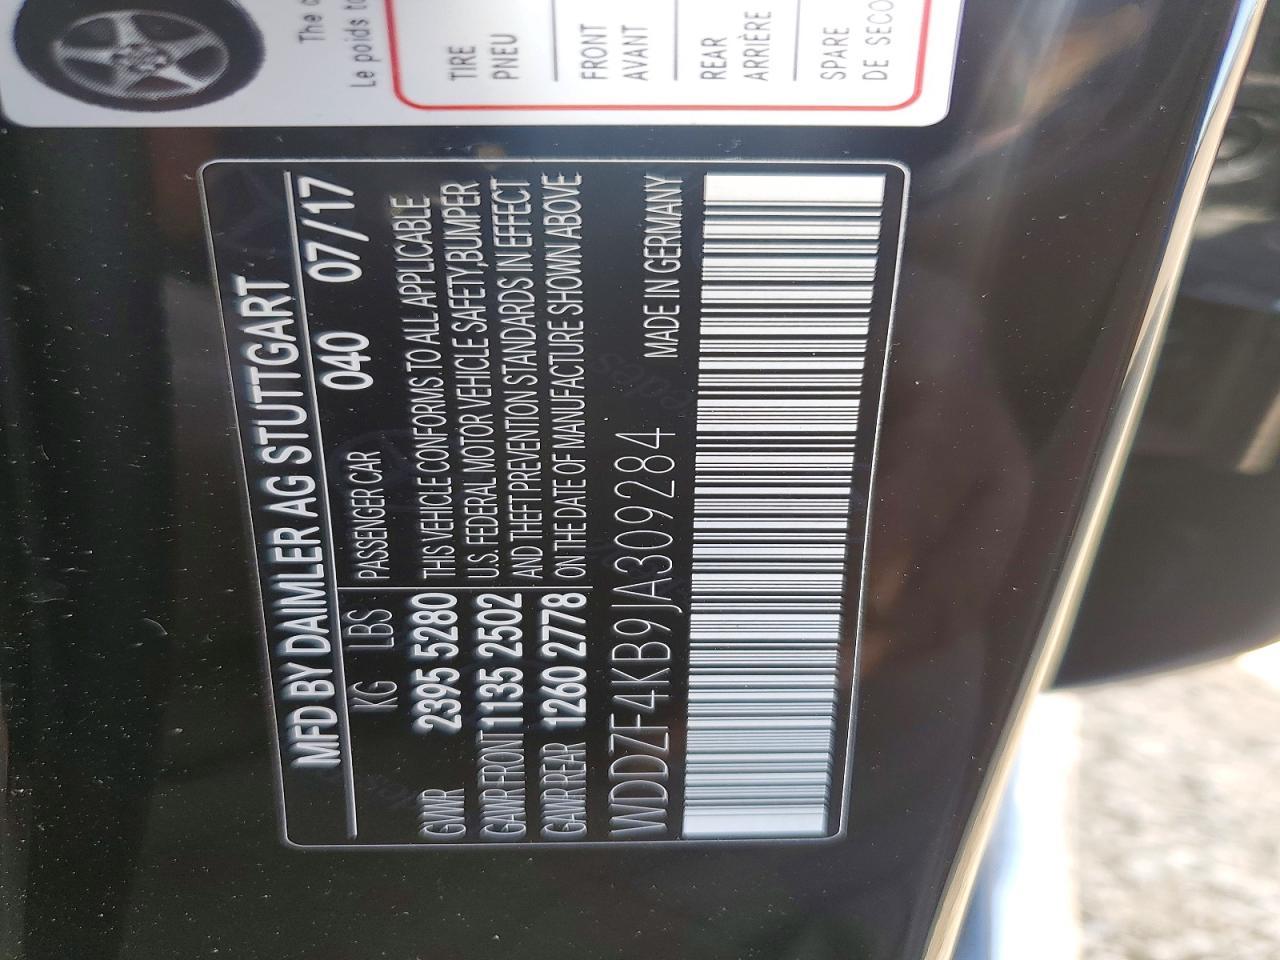 MFD BY DAIMLER AG STUTTGART
040 07/17
KG LBS PASSENGER CAR
GVWR 2395 5280 THIS VEHICLE CONFORMS TO ALL APPLICABLE
GAWR FRONT 1135 2502 U.S. FEDERAL MOTOR VEHICLE SAFETY,BUMPER
AND THEFT PREVENTION STANDARDS IN EFFECT
GAWR REAR 1260 2778 ON THE DATE OF MANUFACTURE SHOWN ABOVE
WDDZF4KB9JA309284 MADE IN GERMANY
The
Le poids
TIRE
PNEU
FRONT
AVANT
REAR
ARRIÈRE
SPARE
DE